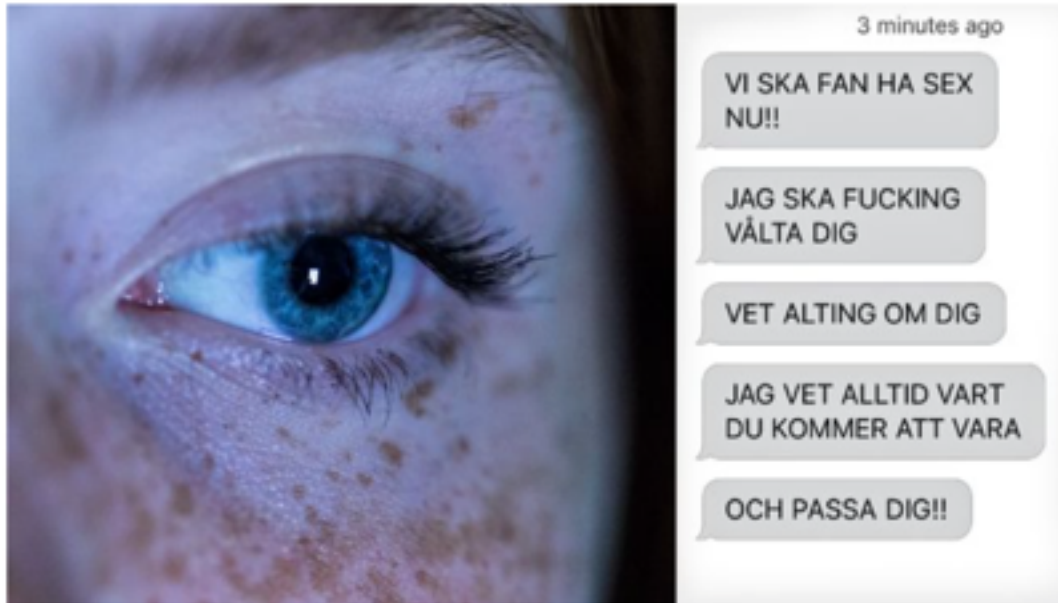 3 minutes ago
VI SKA FAN HA SEX
NU!!
JAG SKA FUCKING
VÅLTA DIG
VET ALTING OM DIG
JAG VET ALLTID VART
DU KOMMER ATT VARA
OCH PASSA DIG!!